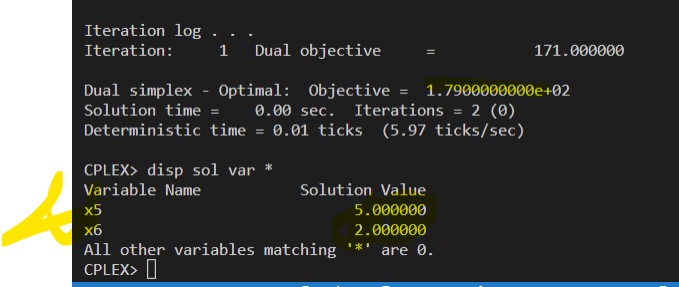 Iteration log . . .
Iteration:     1   Dual objective     =            171.000000
Dual simplex - Optimal:  Objective =  1.7900000000e+02
Solution time =    0.00 sec.  Iterations = 2 (0)
Deterministic time = 0.01 ticks  (5.97 ticks/sec)
CPLEX> disp sol var *
Variable Name           Solution Value
x5                            5.000000
x6                            2.000000
All other variables matching '*' are 0.
CPLEX>